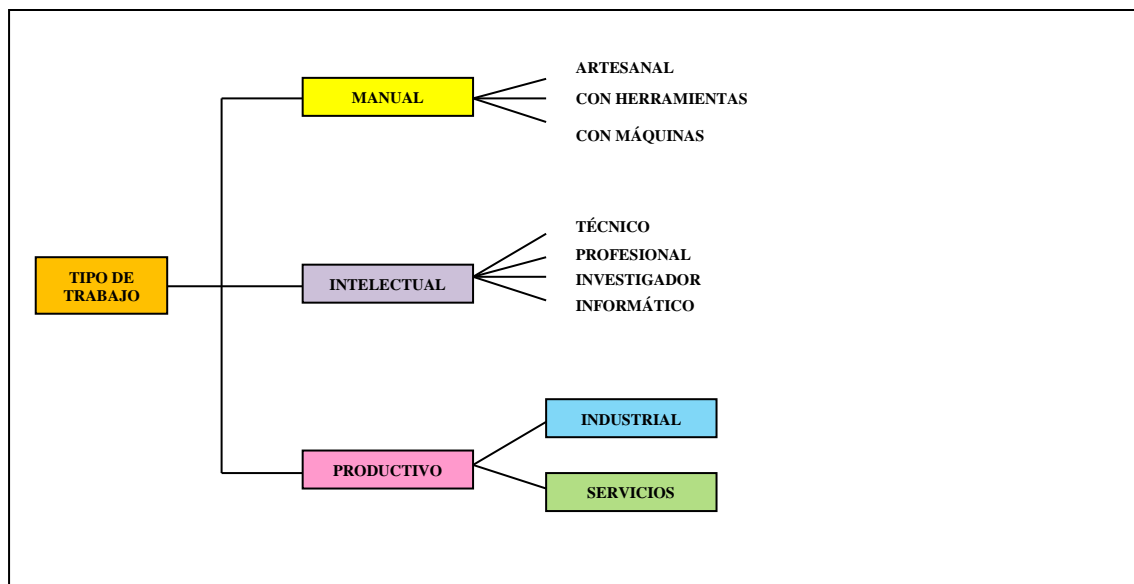 ARTESANAL
MANUAL
CON HERRAMIENTAS
CON MÁQUINAS
TÉCNICO
PROFESIONAL
TIPO DE
TRABAJO
INTELECTUAL
INVESTIGADOR
INFORMÁTICO
INDUSTRIAL
PRODUCTIVO
SERVICIOS